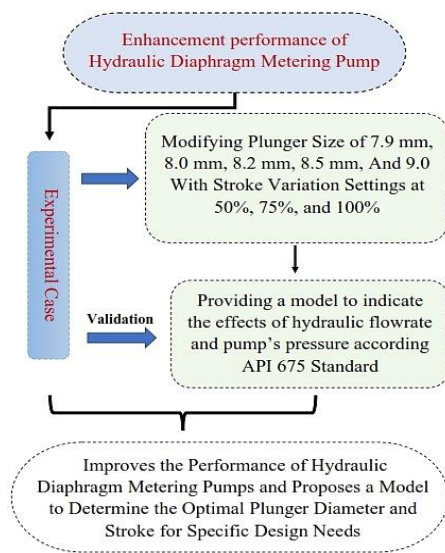 Enhancement performance of
Hydraulic Diaphragm Metering Pump
Experimental Case
Modifying Plunger Size of 7.9 mm,
8.0 mm, 8.2 mm, 8.5 mm, And 9.0
With Stroke Variation Settings at
50%, 75%, and 100%
Validation
Providing a model to indicate
the effects of hydraulic flowrate
and pump's pressure according
API 675 Standard
Improves the Performance of Hydraulic
Diaphragm Metering Pumps and Proposes a Model
to Determine the Optimal Plunger Diameter and
Stroke for Specific Design Needs